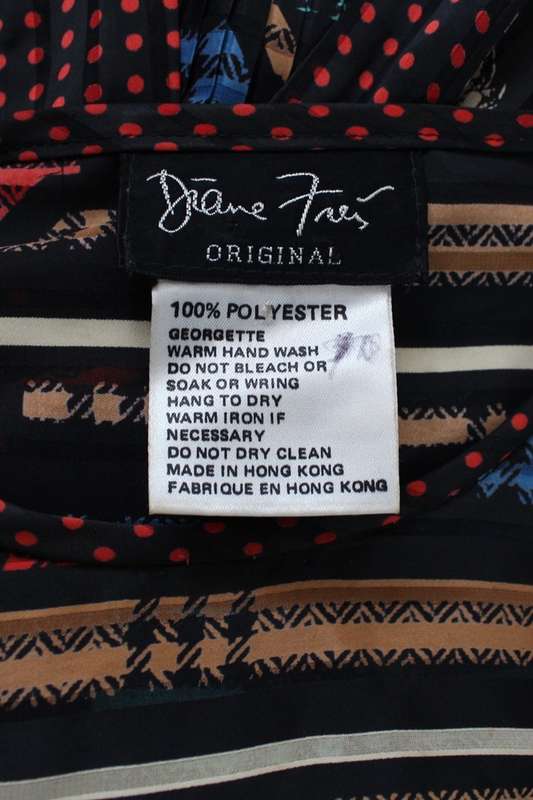 Diane Freis
ORIGINAL
100% POLYESTER
GEORGETTE
WARM HAND WASH
DO NOT BLEACH OR
SOAK OR WRING
HANG TO DRY
WARM IRON IF
NECESSARY
DO NOT DRY CLEAN
MADE IN HONG KONG
FABRIQUE EN HONG KONG